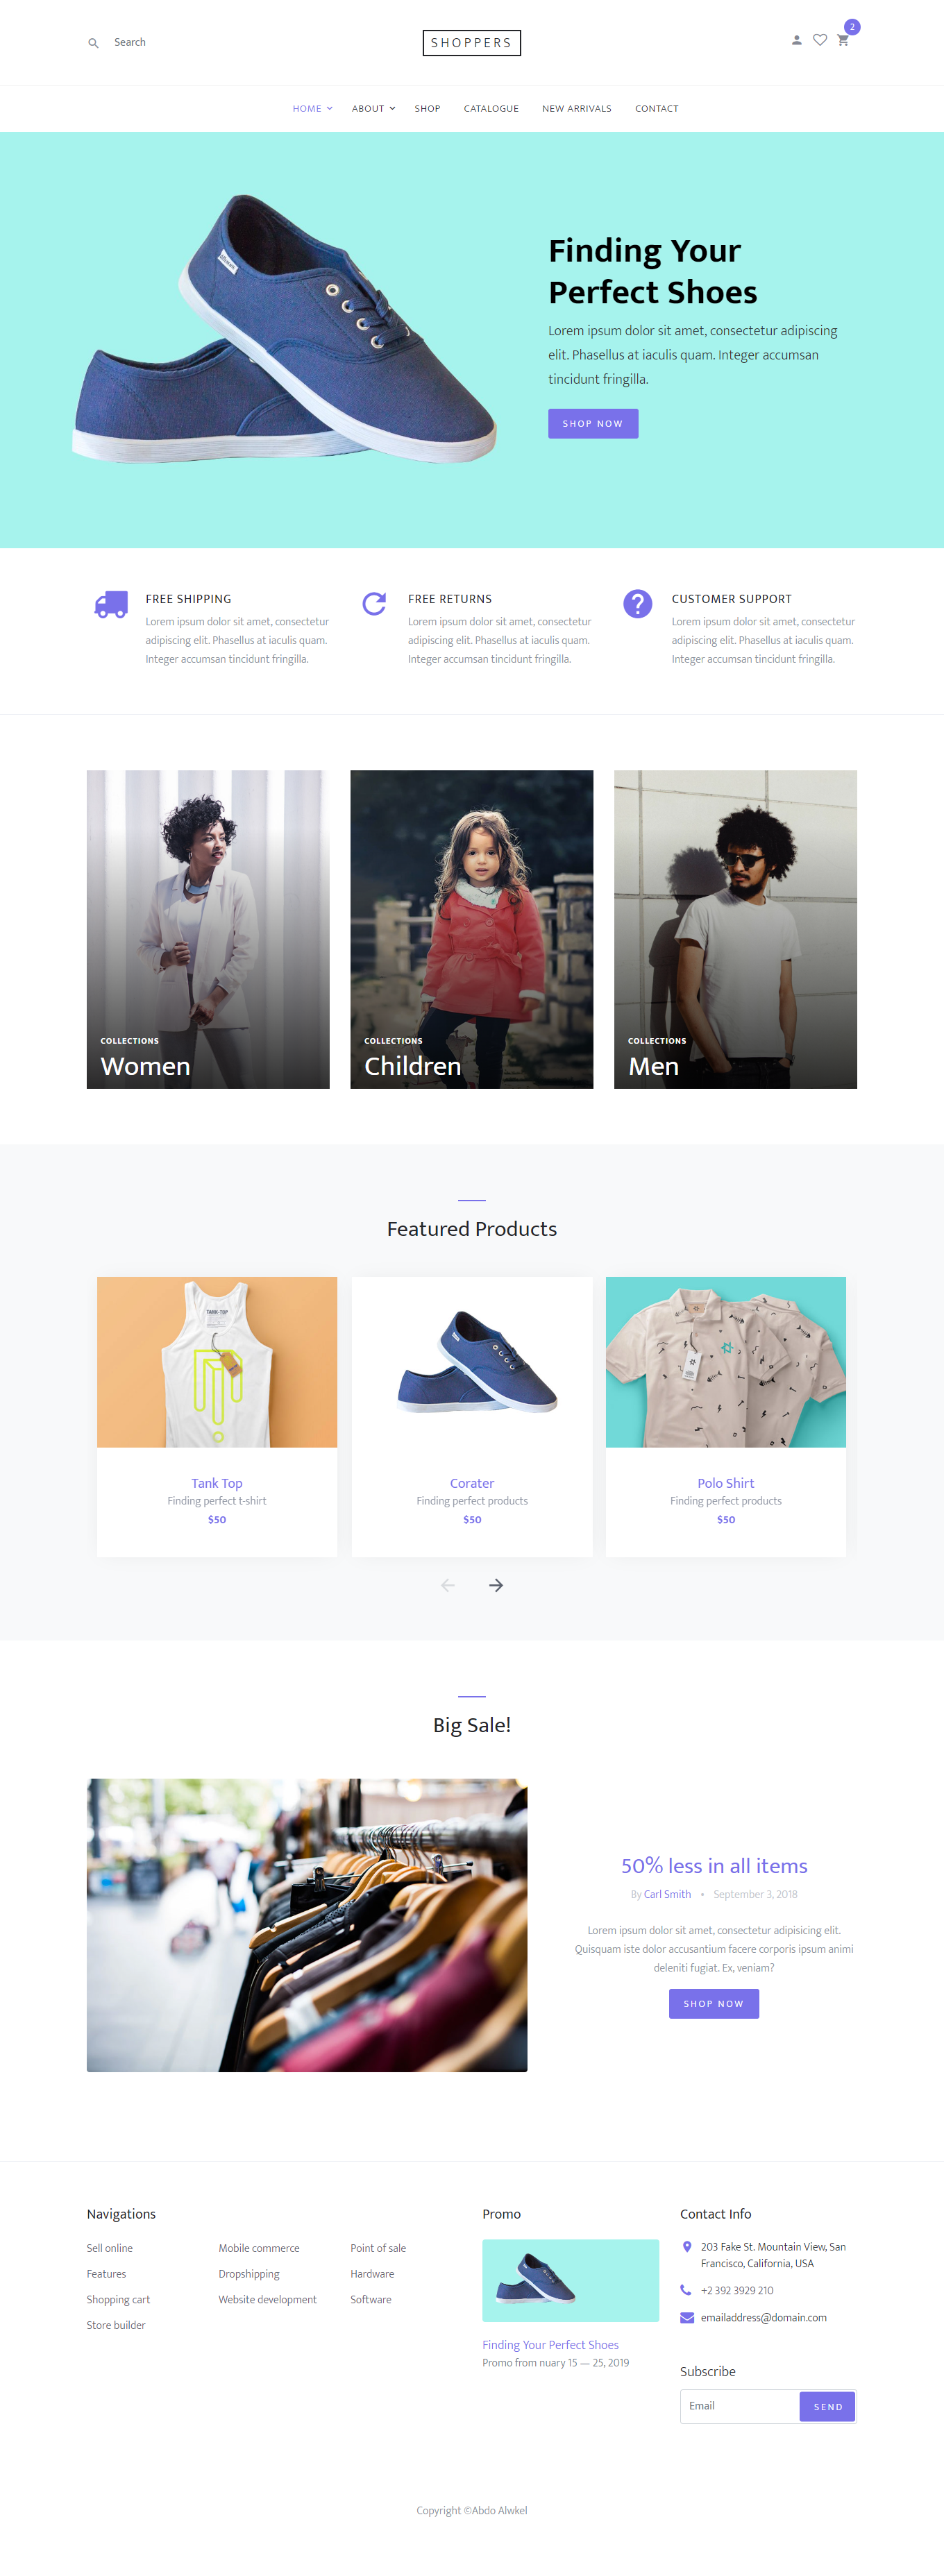 Search
SHOPPERS
2
HOME
ABOUT
SHOP
CATALOGUE
NEW ARRIVALS
CONTACT
Finding Your
Perfect Shoes
Lorem ipsum dolor sit amet, consectetur adipiscing
elit. Phasellus at iaculis quam. Integer accumsan
tincidunt fringilla.
SHOP NOW
FREE SHIPPING
Lorem ipsum dolor sit amet, consectetur
adipiscing elit. Phasellus at iaculis quam.
Integer accumsan tincidunt fringilla.
FREE RETURNS
Lorem ipsum dolor sit amet, consectetur
adipiscing elit. Phasellus at iaculis quam.
Integer accumsan tincidunt fringilla.
CUSTOMER SUPPORT
Lorem ipsum dolor sit amet, consectetur
adipiscing elit. Phasellus at iaculis quam.
Integer accumsan tincidunt fringilla.
COLLECTIONS
Women
COLLECTIONS
Children
COLLECTIONS
Men
Featured Products
TANK-TOP
Tank Top
Finding perfect t-shirt
$50
Corater
Finding perfect products
$50
Polo Shirt
Finding perfect products
$50
Big Sale!
50% less in all items
By Carl Smith • September 3, 2018
Lorem ipsum dolor sit amet, consectetur adipisicing elit.
Quisquam iste dolor accusantium facere corporis ipsum animi
deleniti fugiat. Ex, veniam?
SHOP NOW
Navigations
Sell online
Features
Shopping cart
Store builder
Mobile commerce
Dropshipping
Website development
Point of sale
Hardware
Software
Promo
Finding Your Perfect Shoes
Promo from nuary 15 — 25, 2019
Contact Info
203 Fake St. Mountain View, San
Francisco, California, USA
+2 392 3929 210
emailaddress@domain.com
Subscribe
Email
SEND
Copyright ©Abdo Alwkel